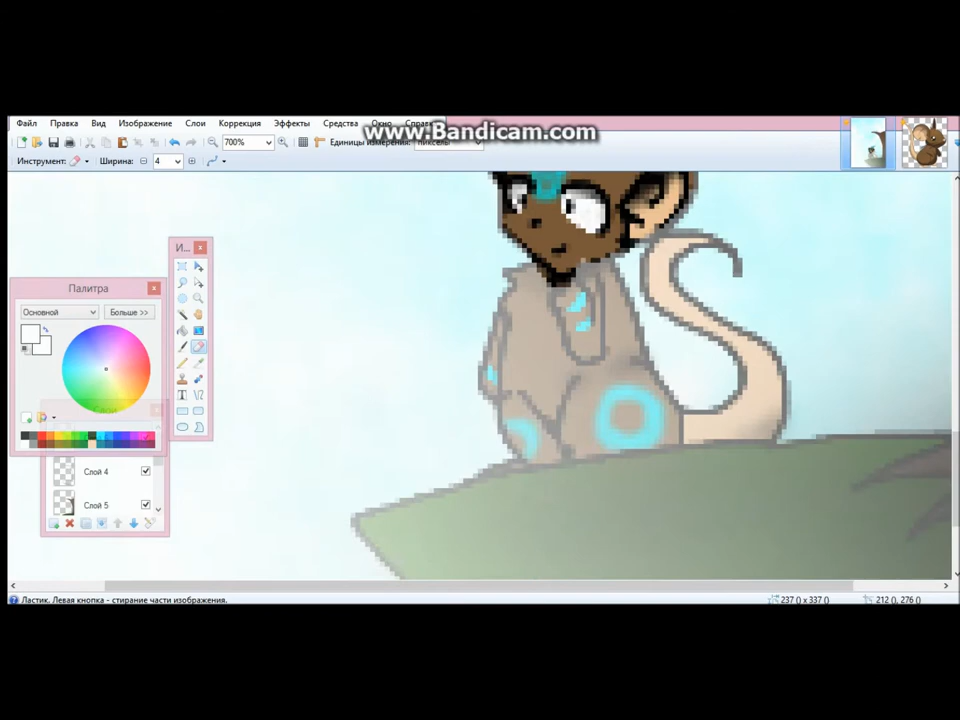 Файл Правка Вид Изображение Слои Коррекция Эффекты Средства Окно
www.Bandicam.com
700% Единицы измерения:
Инструмент: Ширина: 4
И...
Палитра
Основной Больше >>
Слой 4
Слой 5
Ластик. Левая кнопка - стирание части изображения. 237 () x 337 () 212 (), 276 ()